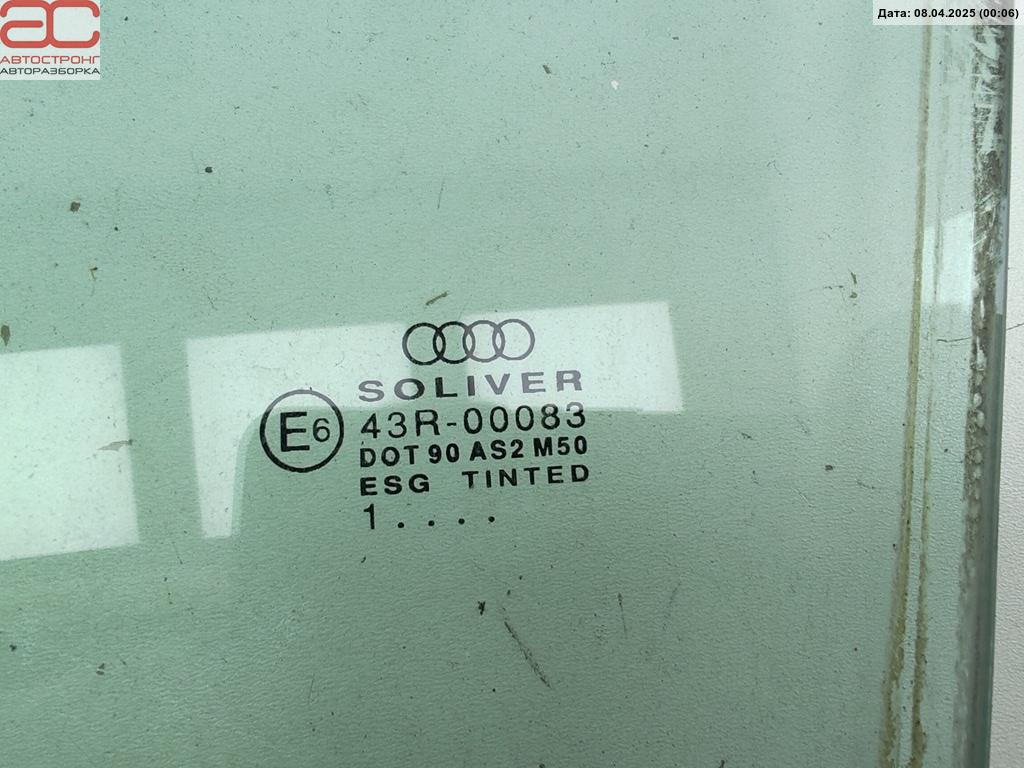 АВТОСТРОНГ
АВТОРАЗБОРКА
Дата: 08.04.2025 (00:06)
SOLIVER
E6 43R-00083
DOT 90 AS2 M50
ESG TINTED
1 . . . .